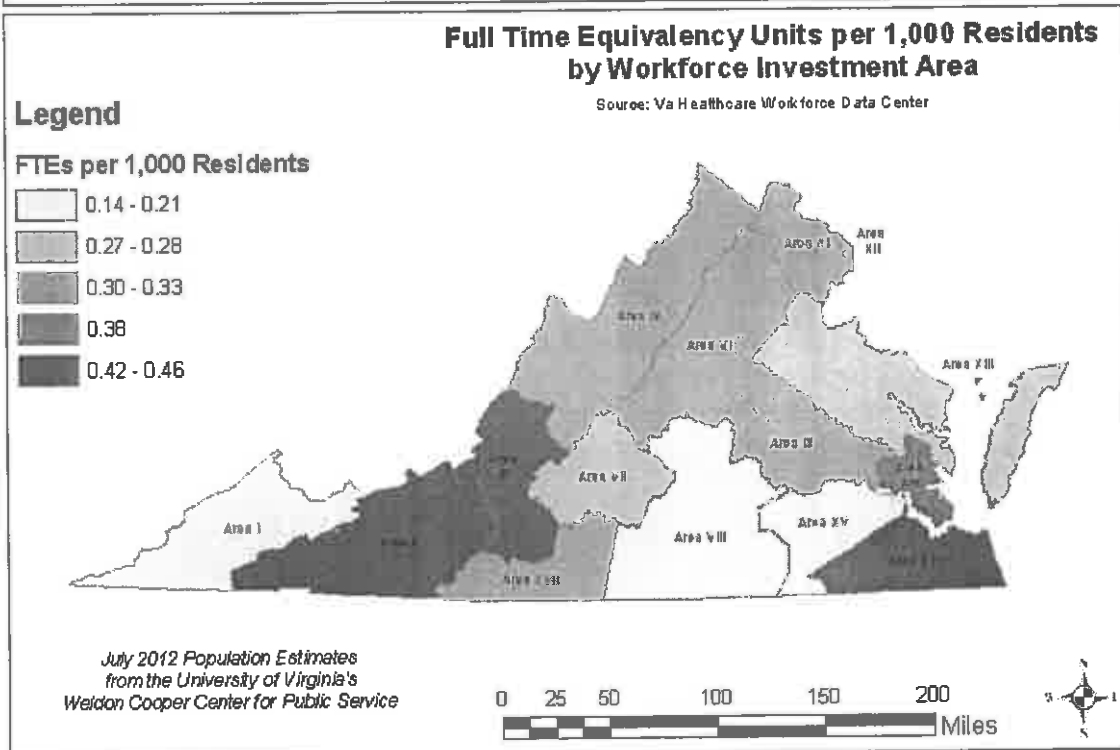 Full Time Equivalency Units per 1,000 Residents
by Workforce Investment Area
Source: Va Healthcare Workforce Data Center
Legend
FTEs per 1,000 Residents
0.14 - 0.21
0.27 - 0.28
0.30 - 0.33
0.38
0.42 - 0.46
Area XI
Area
XII
Area IV
Area VI
Area XIII
Area IX
Area VII
Area I
Area VIII
Area XV
Area XVII
July 2012 Population Estimates
from the University of Virginia's
Weldon Cooper Center for Public Service
0 25 50 100 150 200
Miles
N
S